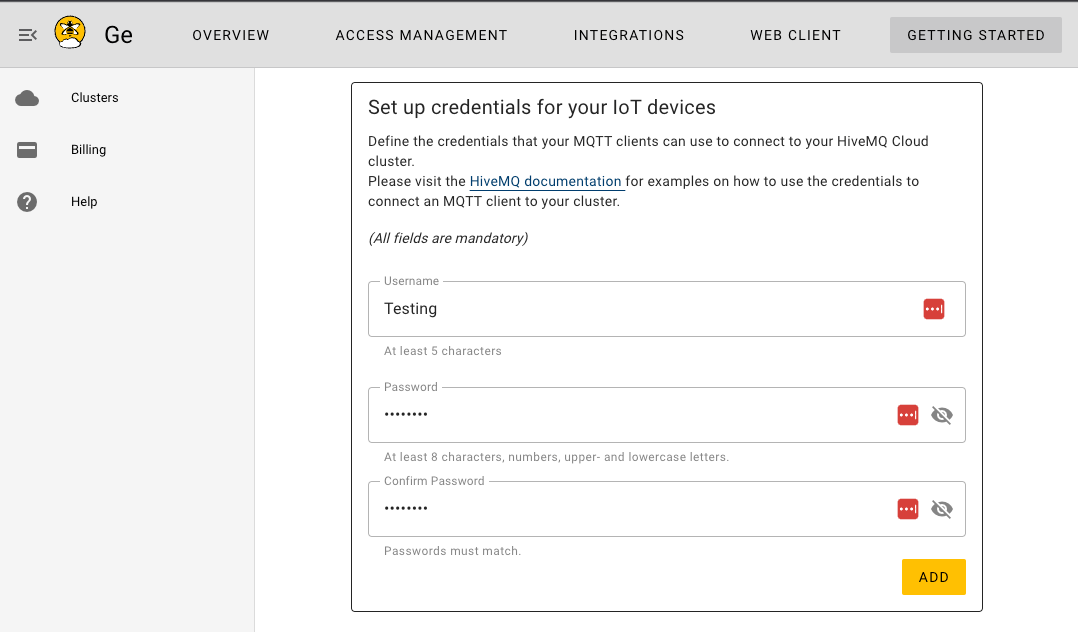 Ge
OVERVIEW
ACCESS MANAGEMENT
INTEGRATIONS
WEB CLIENT
GETTING STARTED
Clusters
Billing
Help
Set up credentials for your IoT devices
Define the credentials that your MQTT clients can use to connect to your HiveMQ Cloud
cluster.
Please visit the HiveMQ documentation for examples on how to use the credentials to
connect an MQTT client to your cluster.
(All fields are mandatory)
Username
Testing
At least 5 characters
Password
••••••••
At least 8 characters, numbers, upper- and lowercase letters.
Confirm Password
••••••••
Passwords must match.
ADD